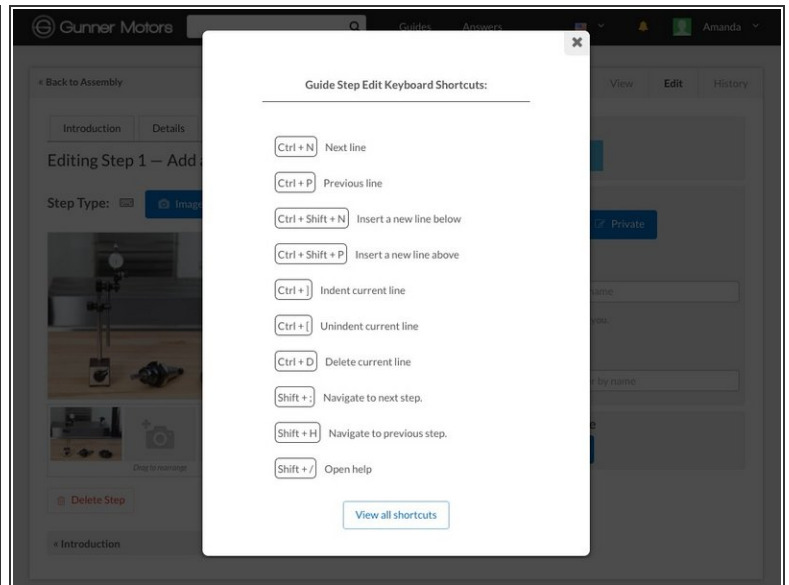 Gunner Motors
Guides
Answers
Amanda
« Back to Assembly
View
Edit
History
Introduction
Details
Editing Step 1 — Add
Step Type:
Image
Private
name
you
r by name
Drag to rearrange
Delete Step
« Introduction
Guide Step Edit Keyboard Shortcuts:
Ctrl + N Next line
Ctrl + P Previous line
Ctrl + Shift + N Insert a new line below
Ctrl + Shift + P Insert a new line above
Ctrl + ] Indent current line
Ctrl + [ Unindent current line
Ctrl + D Delete current line
Shift + ; Navigate to next step.
Shift + H Navigate to previous step.
Shift + / Open help
View all shortcuts